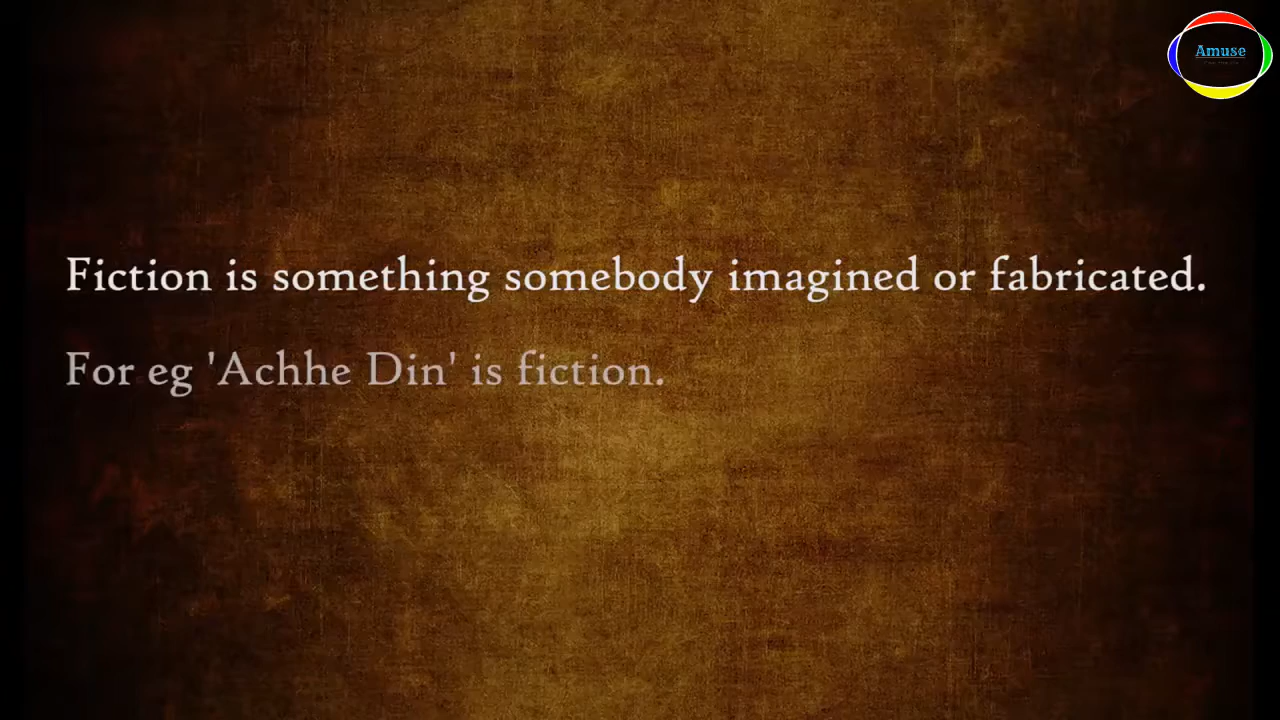 Amuse
Fiction is something somebody imagined or fabricated.
For eg 'Achhe Din' is fiction.